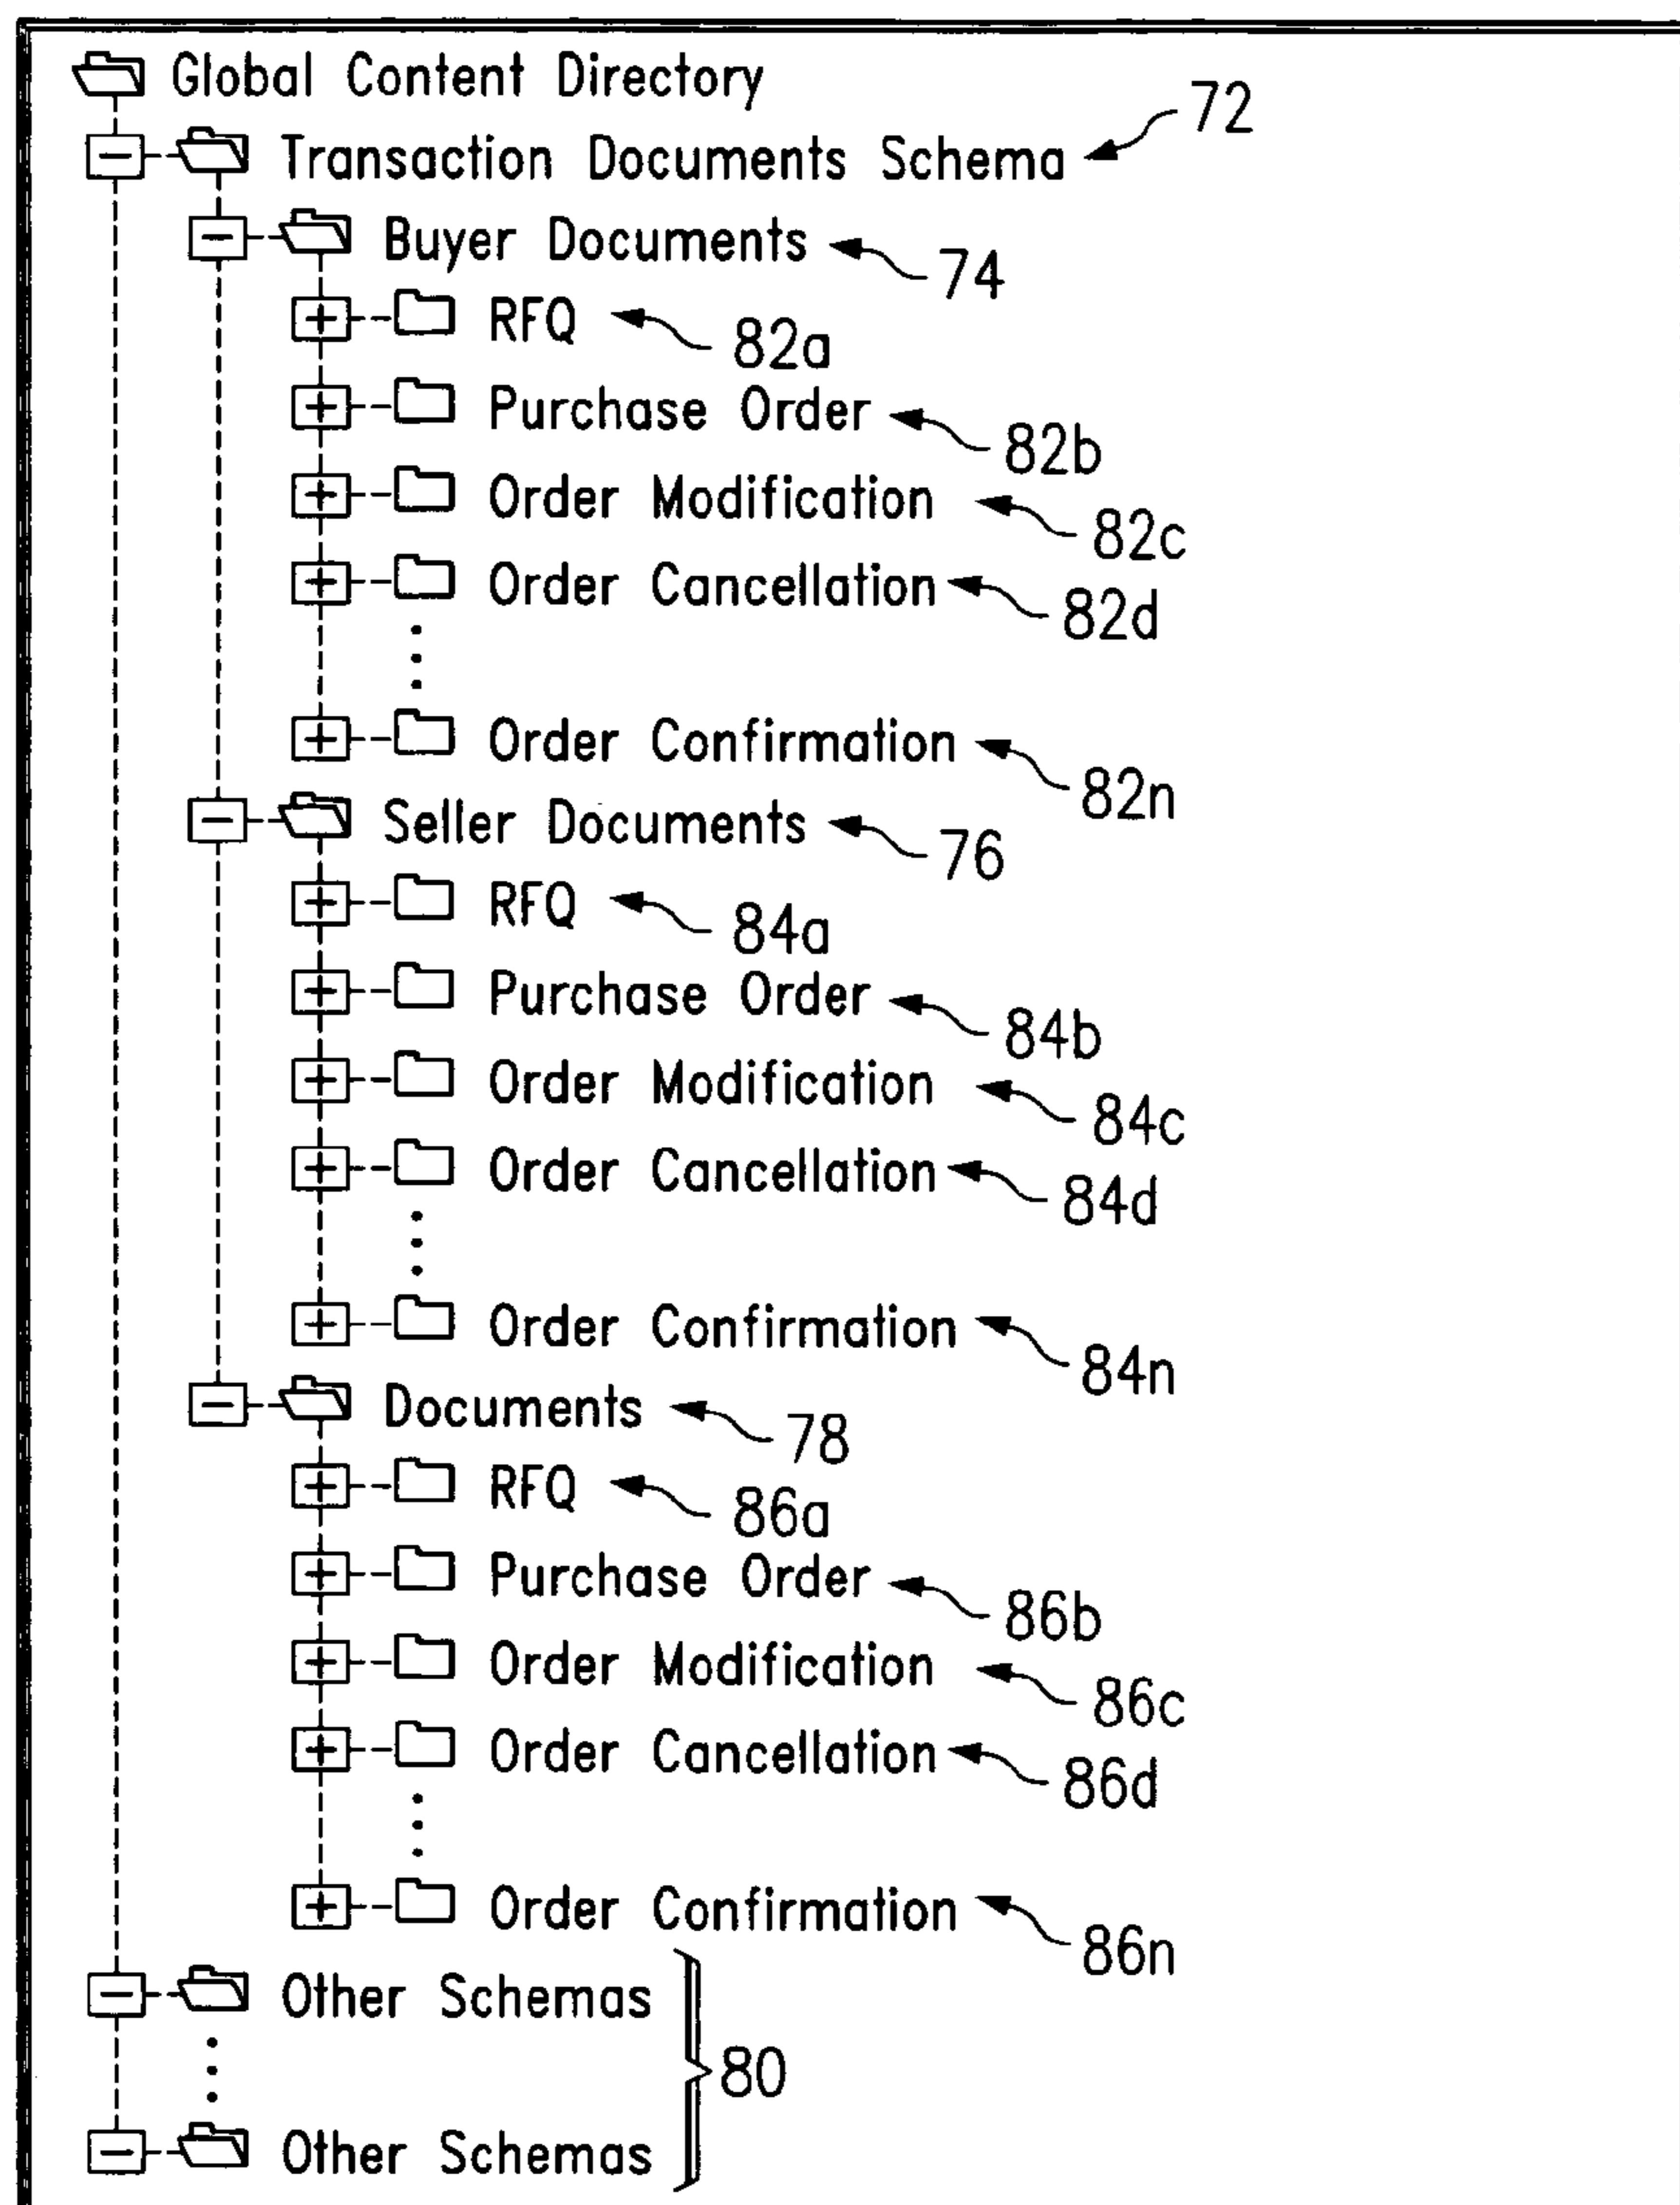 Global Content Directory
Transaction Documents Schema 72
Buyer Documents 74
RFQ 82a
Purchase Order 82b
Order Modification 82c
Order Cancellation 82d
Order Confirmation 82n
Seller Documents 76
RFQ 84a
Purchase Order 84b
Order Modification 84c
Order Cancellation 84d
Order Confirmation 84n
Documents 78
RFQ 86a
Purchase Order 86b
Order Modification 86c
Order Cancellation 86d
Order Confirmation 86n
Other Schemas
80
Other Schemas